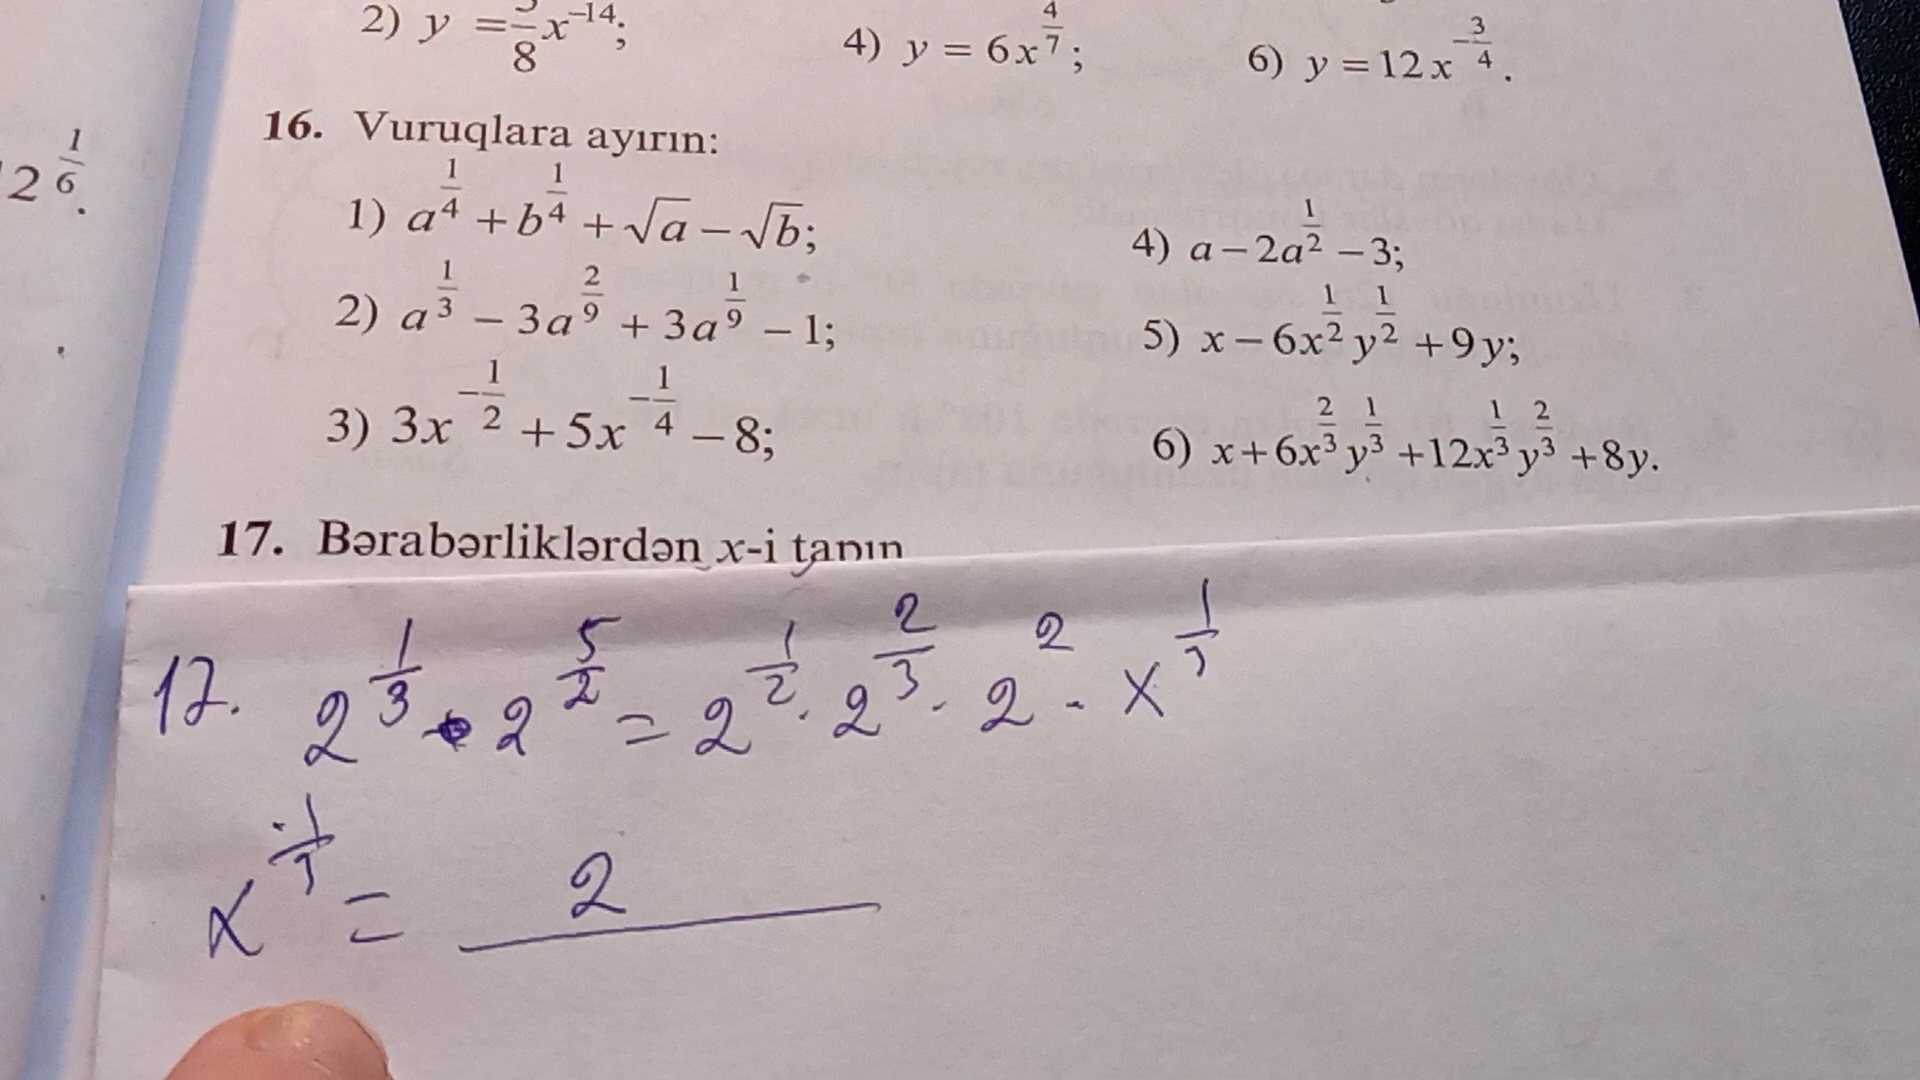 2) y = 5/8 x^{-14};
4) y = 6x^{4/7};
6) y = 12x^{-3/4}.
2^{1/6}.
16. Vuruqlara ayırın:
1) a^{1/4} + b^{1/4} + √a − √b;
2) a^{1/3} − 3a^{2/9} + 3a^{1/9} − 1;
3) 3x^{-1/2} + 5x^{-1/4} − 8;
4) a − 2a^{1/2} − 3;
5) x − 6x^{1/2}y^{1/2} + 9y;
6) x + 6x^{2/3}y^{1/3} + 12x^{1/3}y^{2/3} + 8y.
17. Bərabərliklərdən x-i tapın
17. 2^{1/3} · 2^{5/2} = 2^{1/2} · 2^{2/3} · 2^{2} · x^{1/3}
x^{1/3} = 2